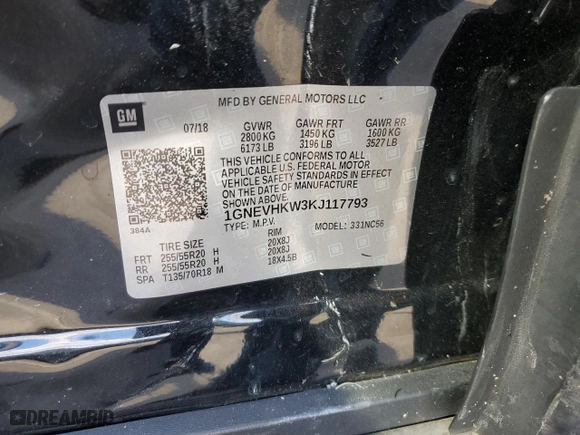 MFD BY GENERAL MOTORS LLC
GM
07/18
GVWR GAWR FRT GAWR RR
2800 KG 1450 KG 1600 KG
6173 LB 3196 LB 3527 LB
THIS VEHICLE CONFORMS TO ALL
APPLICABLE U.S. FEDERAL MOTOR
VEHICLE SAFETY STANDARDS IN EFFECT
ON THE DATE OF MANUFACTURE
SHOWN ABOVE.
1GNEVHKW3KJ117793
384A
TYPE: M.P.V. MODEL: 331NC56
TIRE SIZE RIM
FRT 255/55R20 H 20X8J
RR 255/55R20 H 20X8J
SPA T135/70R18 M 18X4.5B
DREAMBID